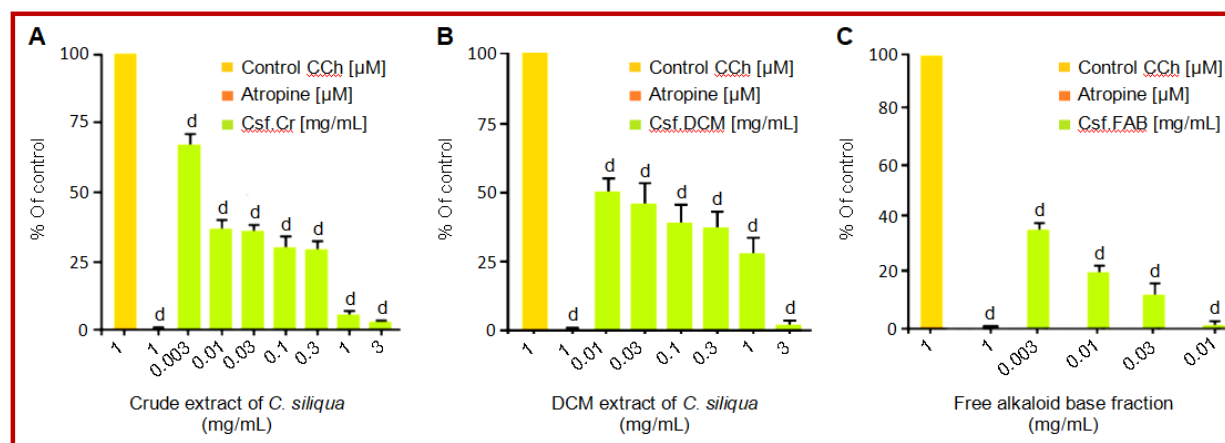 A
100
75
50
25
0
% Of control
Control CCh [µM]
Atropine [µM]
Csf.Cr [mg/mL]
d
d
d
d
d
d
d
d
1
1
0.003
0.01
0.03
0.1
0.3
1
3
Crude extract of C. siliqua
(mg/mL)
B
100
75
50
25
0
% Of control
Control CCh [µM]
Atropine [µM]
Csf.DCM [mg/mL]
d
d
d
d
d
d
d
1
1
0.01
0.03
0.1
0.3
1
3
DCM extract of C. siliqua
(mg/mL)
C
100
80
60
40
20
0
% Of control
Control CCh [µM]
Atropine [µM]
Csf.FAB [mg/mL]
d
d
d
d
d
1
1
0.003
0.01
0.03
0.01
Free alkaloid base fraction
(mg/mL)